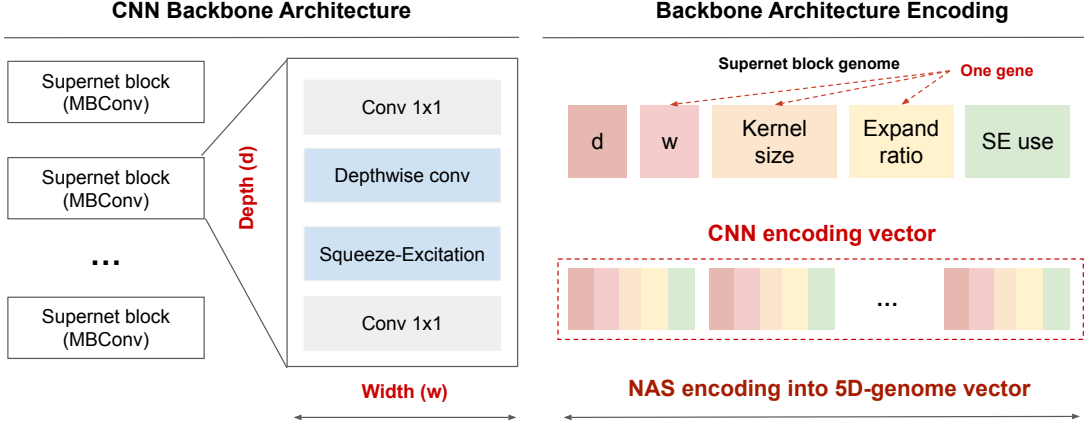 CNN Backbone Architecture
Supernet block
(MBConv)
Supernet block
(MBConv)
...
Supernet block
(MBConv)
Depth (d)
Conv 1x1
Depthwise conv
Squeeze-Excitation
Conv 1x1
Width (w)
Backbone Architecture Encoding
Supernet block genome
One gene
d
w
Kernel
size
Expand
ratio
SE use
CNN encoding vector
...
NAS encoding into 5D-genome vector